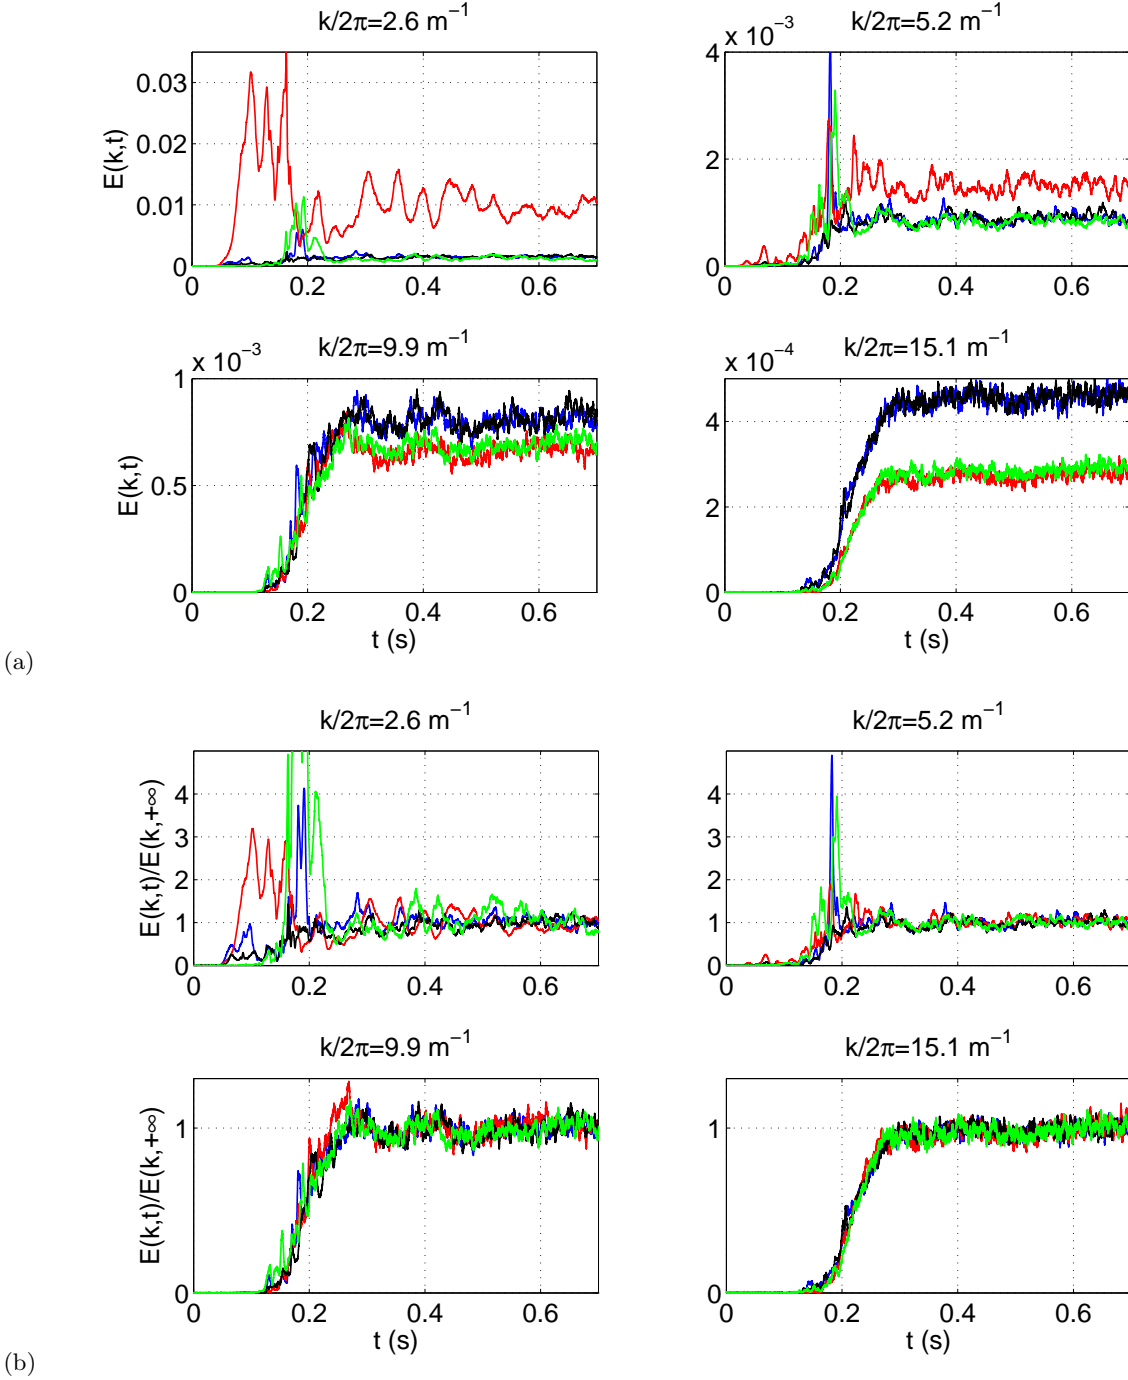 k/2π=2.6 m⁻¹
E(k,t)
0.03
0.02
0.01
0
0 0.2 0.4 0.6
k/2π=5.2 m⁻¹
x 10⁻³
4
2
0
0 0.2 0.4 0.6
k/2π=9.9 m⁻¹
x 10⁻³
E(k,t)
1
0.5
0
0 0.2 0.4 0.6
t (s)
k/2π=15.1 m⁻¹
x 10⁻⁴
4
2
0
0 0.2 0.4 0.6
t (s)
(a)
k/2π=2.6 m⁻¹
E(k,t)/E(k,+∞)
4
3
2
1
0
0 0.2 0.4 0.6
k/2π=5.2 m⁻¹
4
3
2
1
0
0 0.2 0.4 0.6
k/2π=9.9 m⁻¹
E(k,t)/E(k,+∞)
1
0
0 0.2 0.4 0.6
t (s)
k/2π=15.1 m⁻¹
1
0
0 0.2 0.4 0.6
t (s)
(b)